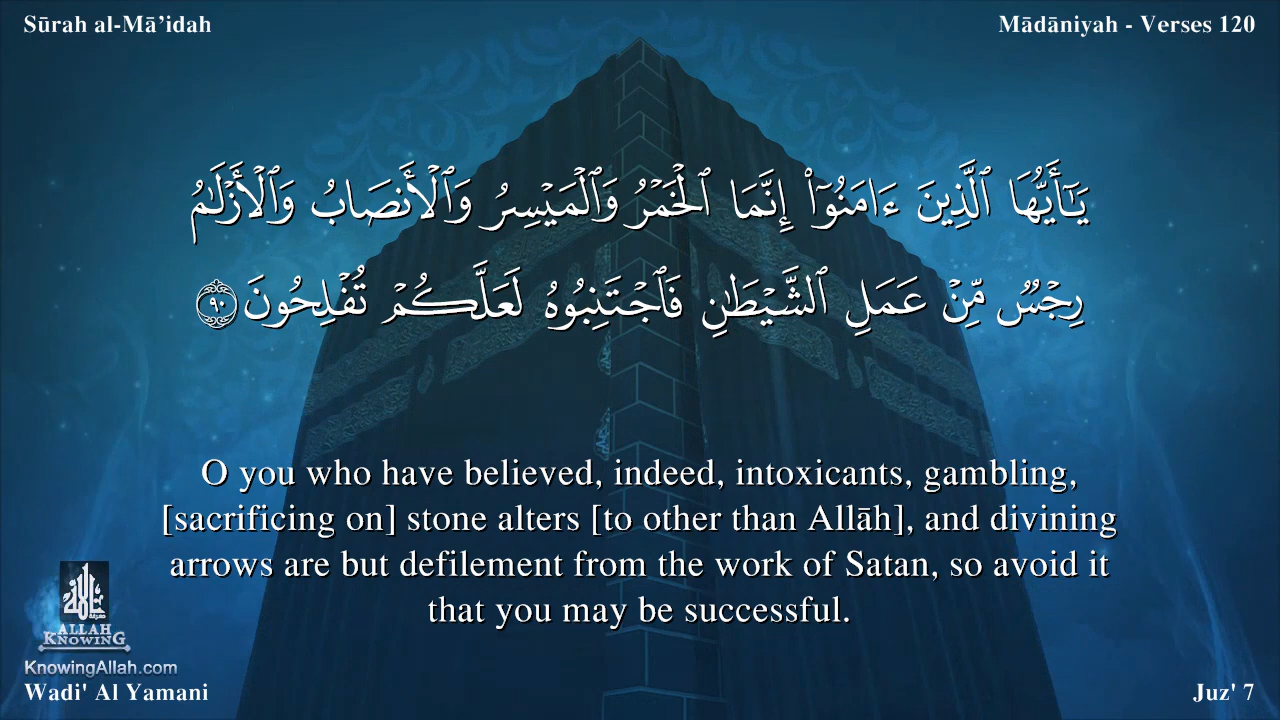 Sūrah al-Mā’idah
Mādāniyah - Verses 120
يَـٰٓأَيُّهَا ٱلَّذِينَ ءَامَنُوٓا۟ إِنَّمَا ٱلْخَمْرُ وَٱلْمَيْسِرُ وَٱلْأَنصَابُ وَٱلْأَزْلَـٰمُ
رِجْسٌ مِّنْ عَمَلِ ٱلشَّيْطَـٰنِ فَٱجْتَنِبُوهُ لَعَلَّكُمْ تُفْلِحُونَ ٩٠
O you who have believed, indeed, intoxicants, gambling,
[sacrificing on] stone alters [to other than Allāh], and divining
arrows are but defilement from the work of Satan, so avoid it
that you may be successful.
ALLAH
KNOWING
KnowingAllah.com
Wadi' Al Yamani
Juz' 7